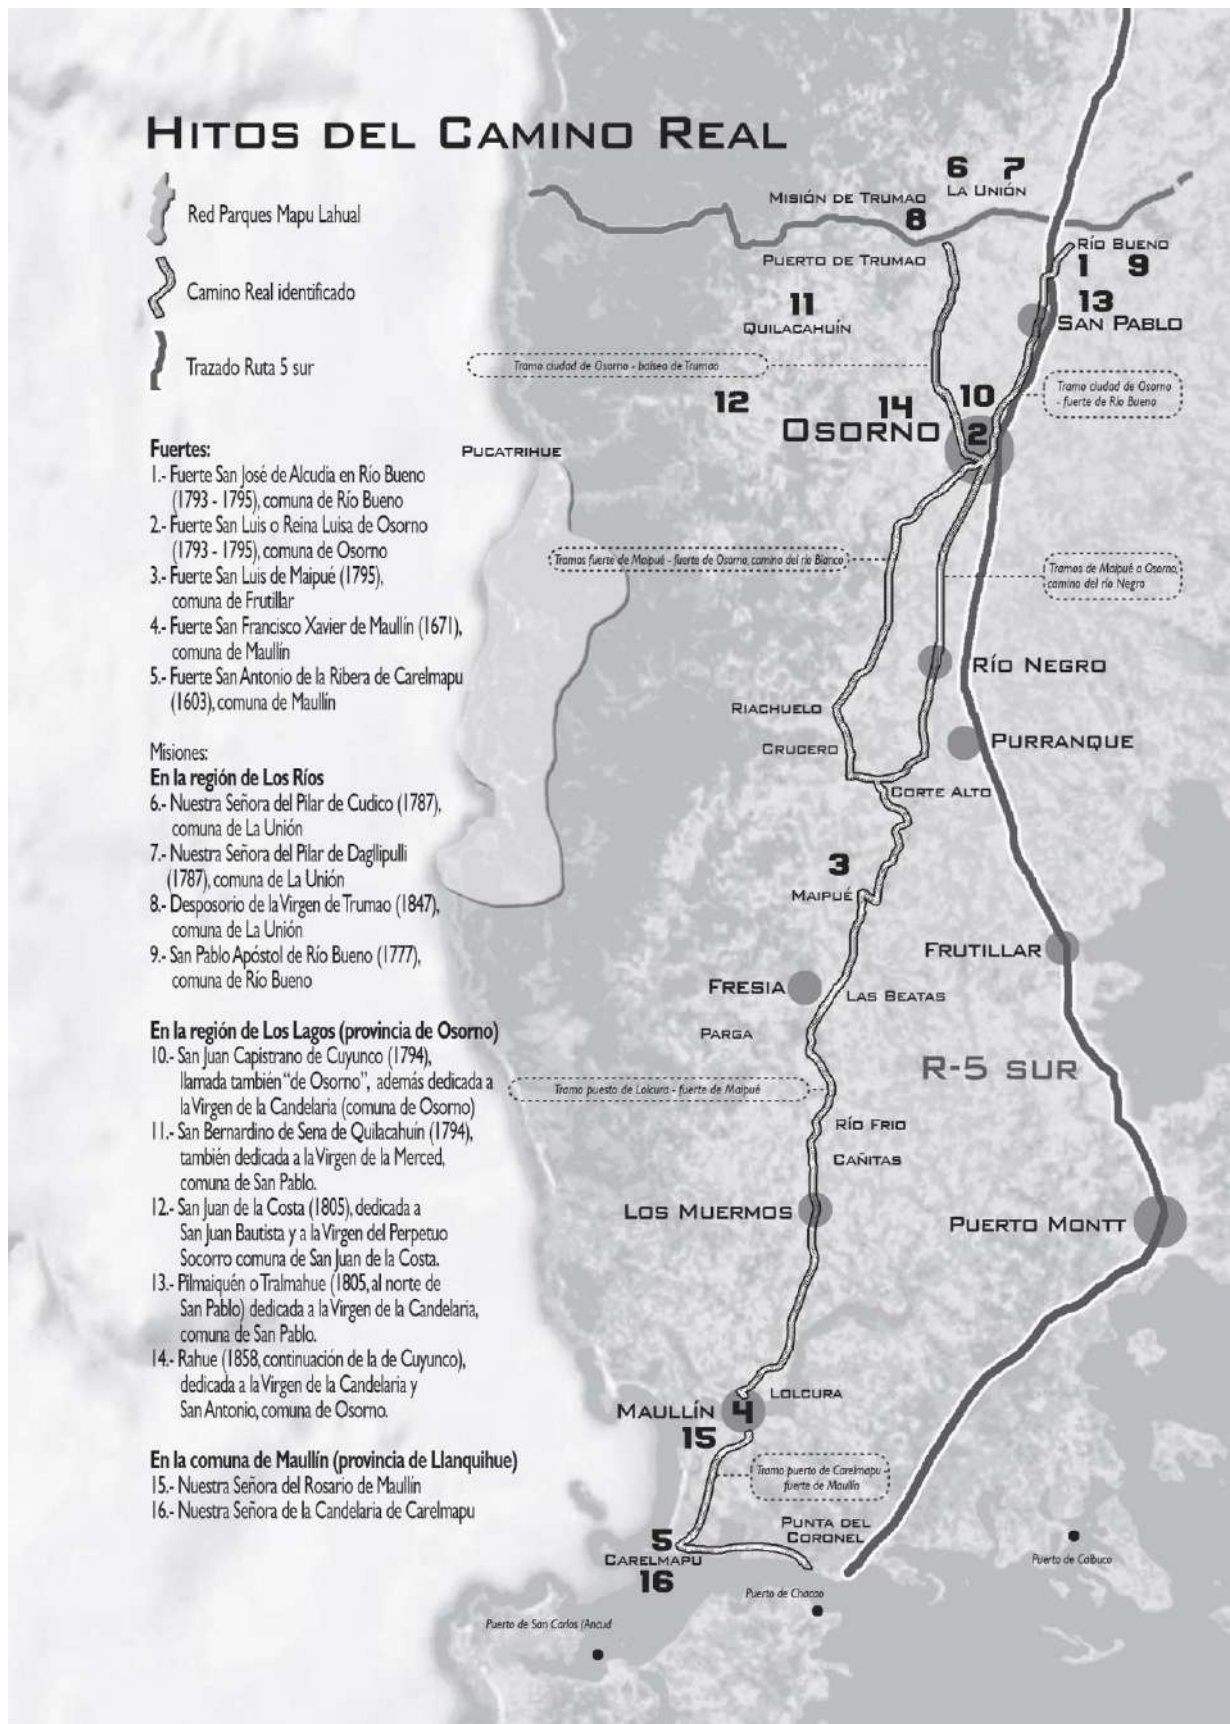 HITOS DEL CAMINO REAL
Red Parques Mapu Lahual
Camino Real identificado
Trazado Ruta 5 sur
Fuertes:
1.- Fuerte San José de Alcudia en Río Bueno
(1793 - 1795), comuna de Río Bueno
2.- Fuerte San Luis o Reina Luisa de Osorno
(1793 - 1795), comuna de Osorno
3.- Fuerte San Luis de Maipué (1795),
comuna de Frutillar
4.- Fuerte San Francisco Xavier de Maullín (1671),
comuna de Maullín
5.- Fuerte San Antonio de la Ribera de Carelmapu
(1603), comuna de Maullín
Misiones:
En la región de Los Ríos
6.- Nuestra Señora del Pilar de Cudico (1787),
comuna de La Unión
7.- Nuestra Señora del Pilar de Dagllipulli
(1787), comuna de La Unión
8.- Desposorio de la Virgen de Trumao (1847),
comuna de La Unión
9.- San Pablo Apóstol de Río Bueno (1777),
comuna de Río Bueno
En la región de Los Lagos (provincia de Osorno)
10.- San Juan Capistrano de Cuyunco (1794),
llamada también "de Osorno", además dedicada a
la Virgen de la Candelaria (comuna de Osorno)
11.- San Bernardino de Sena de Quilacahuín (1794),
también dedicada a la Virgen de la Merced,
comuna de San Pablo.
12.- San Juan de la Costa (1805), dedicada a
San Juan Bautista y a la Virgen del Perpetuo
Socorro comuna de San Juan de la Costa.
13.- Pilmaiquén o Tralmahue (1805, al norte de
San Pablo) dedicada a la Virgen de la Candelaria,
comuna de San Pablo.
14.- Rahue (1858, continuación de la de Cuyunco),
dedicada a la Virgen de la Candelaria y
San Antonio, comuna de Osorno.
En la comuna de Maullín (provincia de Llanquihue)
15.- Nuestra Señora del Rosario de Maullín
16.- Nuestra Señora de la Candelaria de Carelmapu
6 7
LA UNIÓN
MISIÓN DE TRUMAO
8
PUERTO DE TRUMAO
RÍO BUENO
1 9
11
QUILACAHUÍN
13
SAN PABLO
Tramo ciudad de Osorno - balseo de Trumao
Tramo ciudad de Osorno
- fuerte de Río Bueno
12
14
10
OSORNO
2
PUCATRIHUE
Tramos fuerte de Maipué - fuerte de Osorno, camino del río Blanco
Tramos de Maipué a Osorno,
camino del río Negro
RÍO NEGRO
RIACHUELO
CRUCERO
PURRANQUE
CORTE ALTO
3
MAIPUÉ
FRUTILLAR
FRESIA
LAS BEATAS
PARGA
R-5 SUR
Tramo puesto de Lolcura - fuerte de Maipué
RÍO FRIO
CAÑITAS
LOS MUERMOS
PUERTO MONTT
LOLCURA
MAULLÍN
4
15
Tramo puerto de Carelmapu -
fuerte de Maullín
PUNTA DEL
CORONEL
5
CARELMAPU
16
Puerto de Calbuco
Puerto de Chacao
Puerto de San Carlos (Ancud